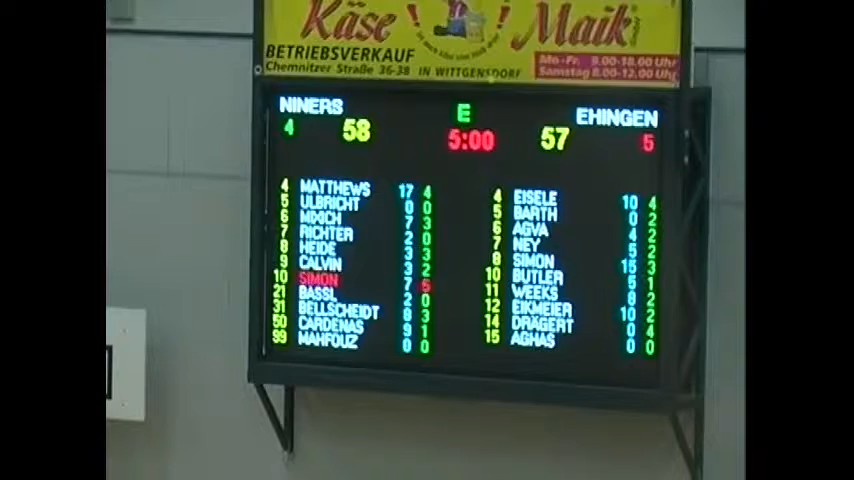 Käse Maik
BETRIEBSVERKAUF
Chemnitzer Straße 36-38 IN WITTGENSDORF
Mo.-Fr. 9.00-18.00 Uhr
Samstag 8.00-12.00 Uhr
NINERS E EHINGEN
4 58 5:00 57 5
4 MATTHEWS 17 4
5 ULBRICHT 0 0
6 MIXICH 7 3
7 RICHTER 2 0
8 HEIDE 3 3
9 CALVIN 3 2
10 SIMON 7 5
21 BASSL 2 0
31 BELLSCHEIDT 8 3
50 CARDENAS 9 1
99 MAHFOUZ 0 0
4 EISELE 10 4
5 BARTH 0 2
6 AGVA 4 2
7 NEY 5 2
8 SIMON 15 3
10 BUTLER 5 1
11 WEEKS 8 2
12 EIKMEIER 10 2
14 DRÄGERT 0 4
15 AGHAS 0 0